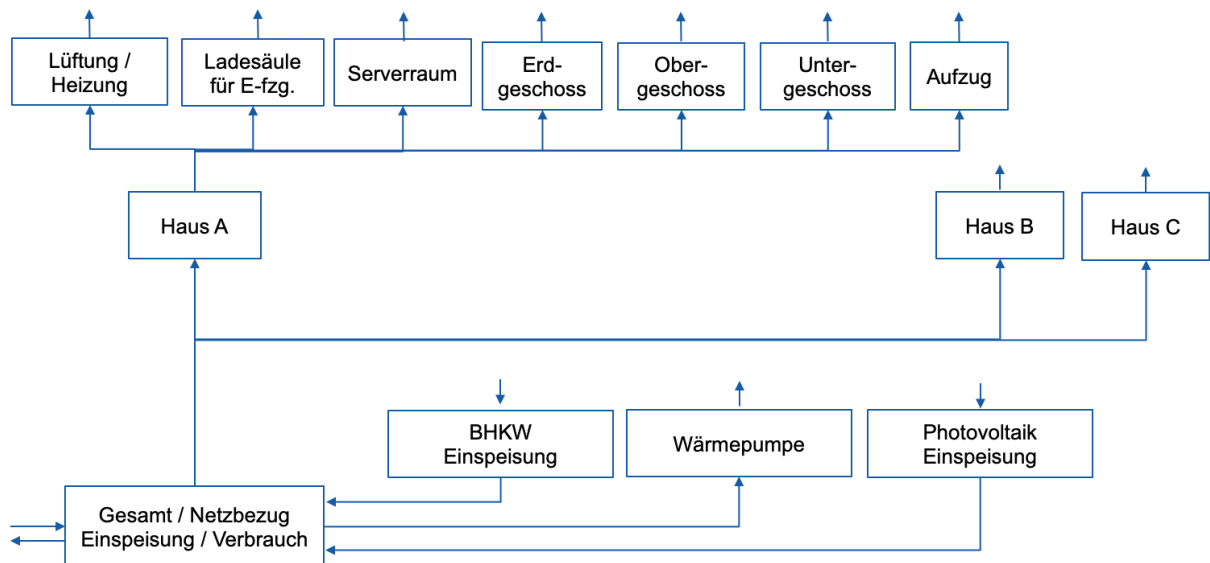 Lüftung /
Heizung
Ladesäule
für E-fzg.
Serverraum
Erd-
geschoss
Ober-
geschoss
Unter-
geschoss
Aufzug
Haus A
Haus B
Haus C
BHKW
Einspeisung
Wärmepumpe
Photovoltaik
Einspeisung
Gesamt / Netzbezug
Einspeisung / Verbrauch